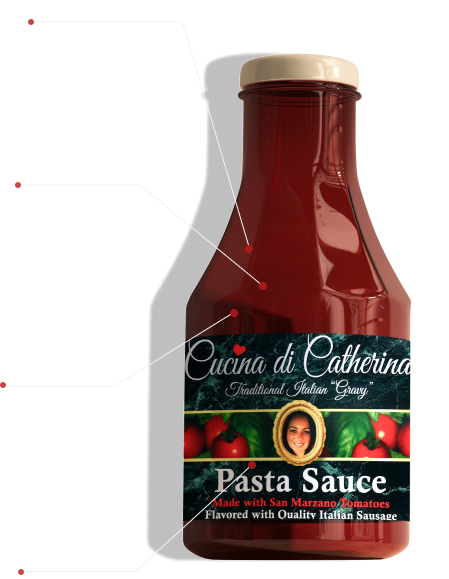 Cucina di Catherina
Traditional Italian "Gravy"
Pasta Sauce
Made with San Marzano Tomatoes
Flavored with Quality Italian Sausage